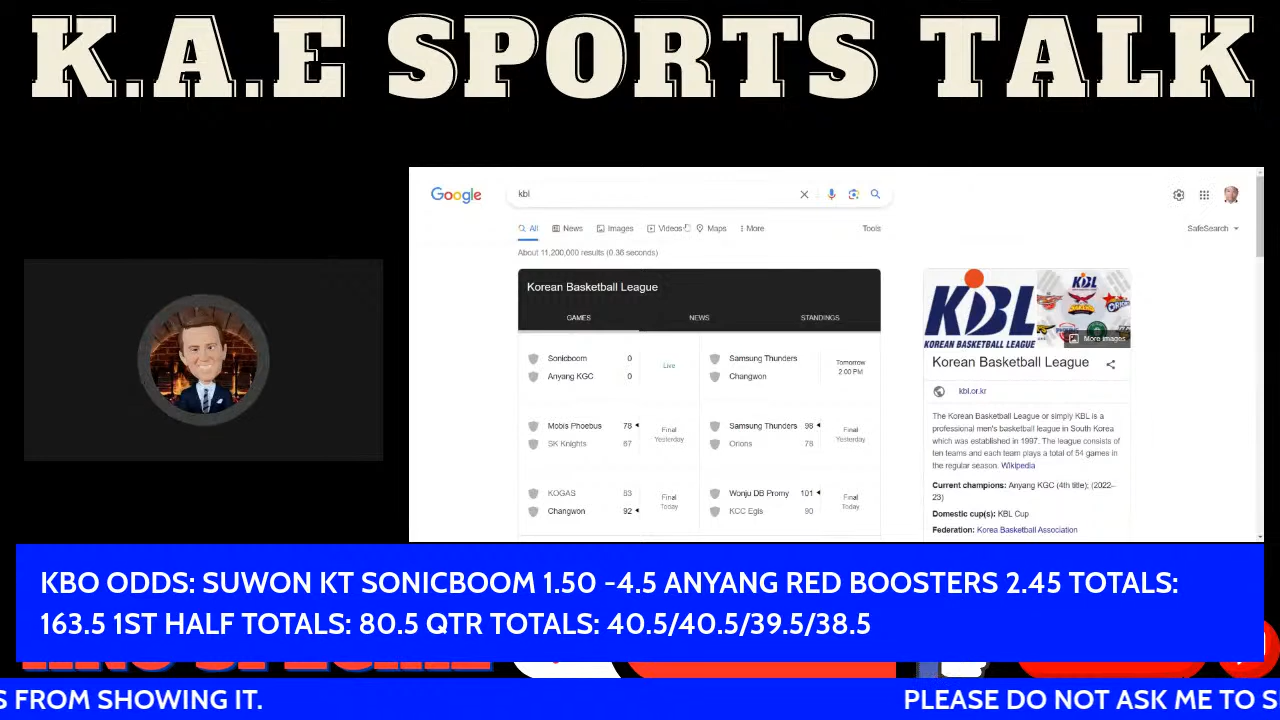 K.A.E SPORTS TALK
Google
kbl
All News Images Videos Maps More
Tools
SafeSearch
About 11,200,000 results (0.36 seconds)
Korean Basketball League
GAMES NEWS STANDINGS
Sonicboom 0
Anyang KGC 0
Live
Samsung Thunders
Changwon
Tomorrow
2:00 PM
Mobis Phoebus 78
SK Knights 67
Final
Yesterday
Samsung Thunders 98
Orions 78
Final
Yesterday
KOGAS 83
Changwon 92
Final
Today
Wonju DB Promy 101
KCC Egis 90
Final
Today
KBL
KOREAN BASKETBALL LEAGUE
KBL
More images
Korean Basketball League
kbl.or.kr
The Korean Basketball League or simply KBL is a
professional men's basketball league in South Korea
which was established in 1997. The league consists of
ten teams and each team plays a total of 54 games in
the regular season. Wikipedia
Current champions: Anyang KGC (4th title); (2022–
23)
Domestic cup(s): KBL Cup
Federation: Korea Basketball Association
KBO ODDS: SUWON KT SONICBOOM 1.50 -4.5 ANYANG RED BOOSTERS 2.45 TOTALS:
163.5 1ST HALF TOTALS: 80.5 QTR TOTALS: 40.5/40.5/39.5/38.5
S FROM SHOWING IT. PLEASE DO NOT ASK ME TO S